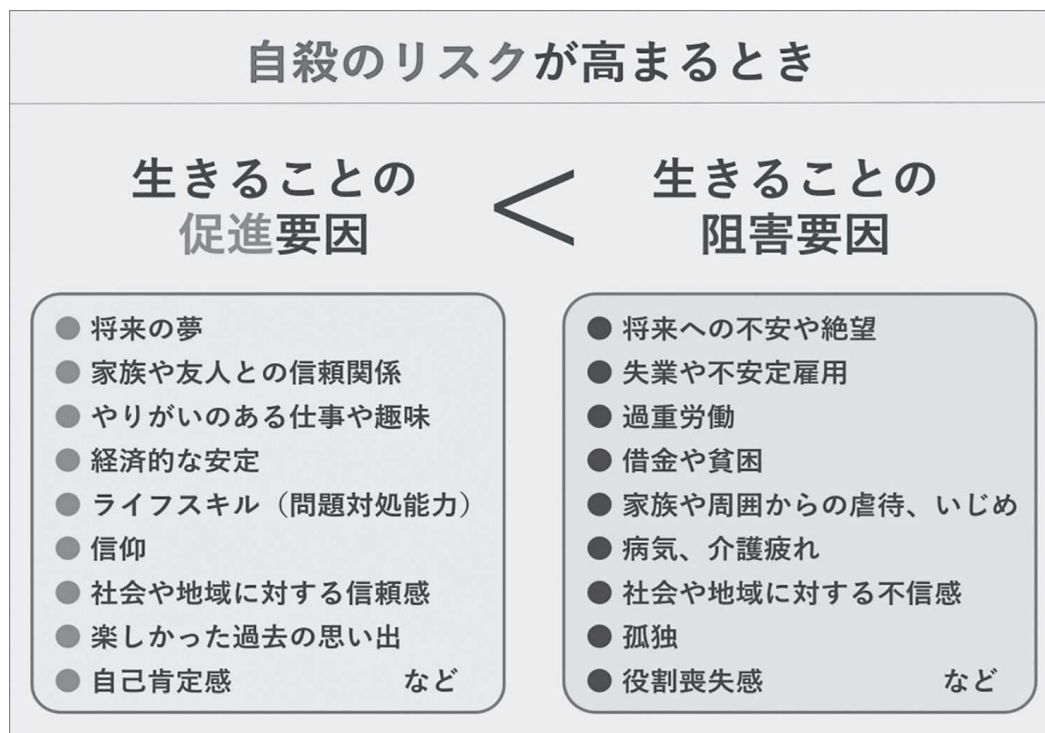 自殺のリスクが高まるとき
生きることの
促進要因
<
生きることの
阻害要因
● 将来の夢
● 家族や友人との信頼関係
● やりがいのある仕事や趣味
● 経済的な安定
● ライフスキル（問題対処能力）
● 信仰
● 社会や地域に対する信頼感
● 楽しかった過去の思い出
● 自己肯定感 など
● 将来への不安や絶望
● 失業や不安定雇用
● 過重労働
● 借金や貧困
● 家族や周囲からの虐待、いじめ
● 病気、介護疲れ
● 社会や地域に対する不信感
● 孤独
● 役割喪失感 など